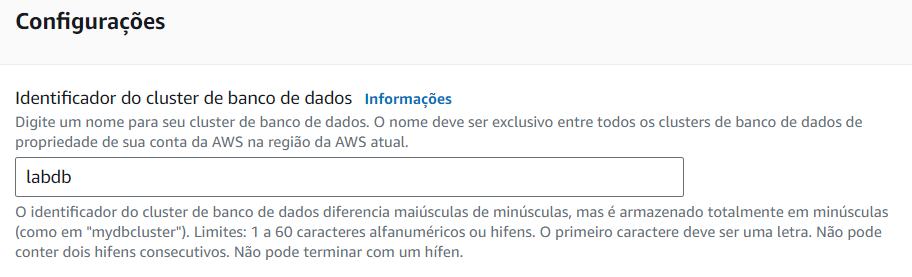 Configurações
Identificador do cluster de banco de dados Informações
Digite um nome para seu cluster de banco de dados. O nome deve ser exclusivo entre todos os clusters de banco de dados de
propriedade de sua conta da AWS na região da AWS atual.
labdb
O identificador do cluster de banco de dados diferencia maiúsculas de minúsculas, mas é armazenado totalmente em minúsculas
(como em "mydbcluster"). Limites: 1 a 60 caracteres alfanuméricos ou hifens. O primeiro caractere deve ser uma letra. Não pode
conter dois hifens consecutivos. Não pode terminar com um hífen.